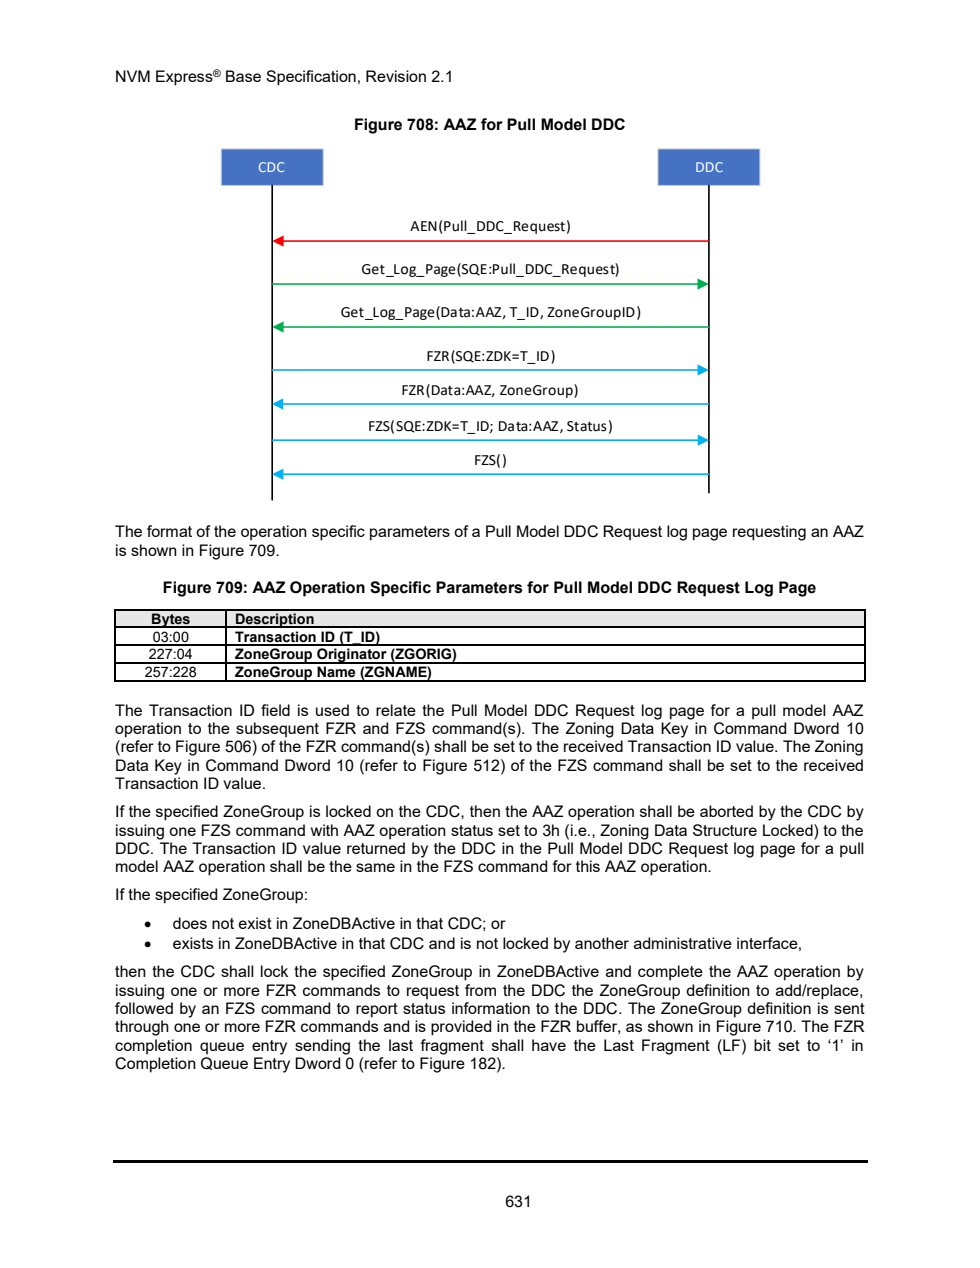 NVM Express® Base Specification, Revision 2.1
Figure 708: AAZ for Pull Model DDC
CDC
DDC
AEN(Pull_DDC_Request)
Get_Log_Page(SQE:Pull_DDC_Request)
Get_Log_Page(Data:AAZ, T_ID, ZoneGroupID)
FZR(SQE:ZDK=T_ID)
FZR(Data:AAZ, ZoneGroup)
FZS(SQE:ZDK=T_ID; Data:AAZ, Status)
FZS()
The format of the operation specific parameters of a Pull Model DDC Request log page requesting an AAZ
is shown in Figure 709.
Figure 709: AAZ Operation Specific Parameters for Pull Model DDC Request Log Page
Bytes Description
03:00 Transaction ID (T_ID)
227:04 ZoneGroup Originator (ZGORIG)
257:228 ZoneGroup Name (ZGNAME)
The Transaction ID field is used to relate the Pull Model DDC Request log page for a pull model AAZ
operation to the subsequent FZR and FZS command(s). The Zoning Data Key in Command Dword 10
(refer to Figure 506) of the FZR command(s) shall be set to the received Transaction ID value. The Zoning
Data Key in Command Dword 10 (refer to Figure 512) of the FZS command shall be set to the received
Transaction ID value.
If the specified ZoneGroup is locked on the CDC, then the AAZ operation shall be aborted by the CDC by
issuing one FZS command with AAZ operation status set to 3h (i.e., Zoning Data Structure Locked) to the
DDC. The Transaction ID value returned by the DDC in the Pull Model DDC Request log page for a pull
model AAZ operation shall be the same in the FZS command for this AAZ operation.
If the specified ZoneGroup:
• does not exist in ZoneDBActive in that CDC; or
• exists in ZoneDBActive in that CDC and is not locked by another administrative interface,
then the CDC shall lock the specified ZoneGroup in ZoneDBActive and complete the AAZ operation by
issuing one or more FZR commands to request from the DDC the ZoneGroup definition to add/replace,
followed by an FZS command to report status information to the DDC. The ZoneGroup definition is sent
through one or more FZR commands and is provided in the FZR buffer, as shown in Figure 710. The FZR
completion queue entry sending the last fragment shall have the Last Fragment (LF) bit set to ‘1’ in
Completion Queue Entry Dword 0 (refer to Figure 182).
631